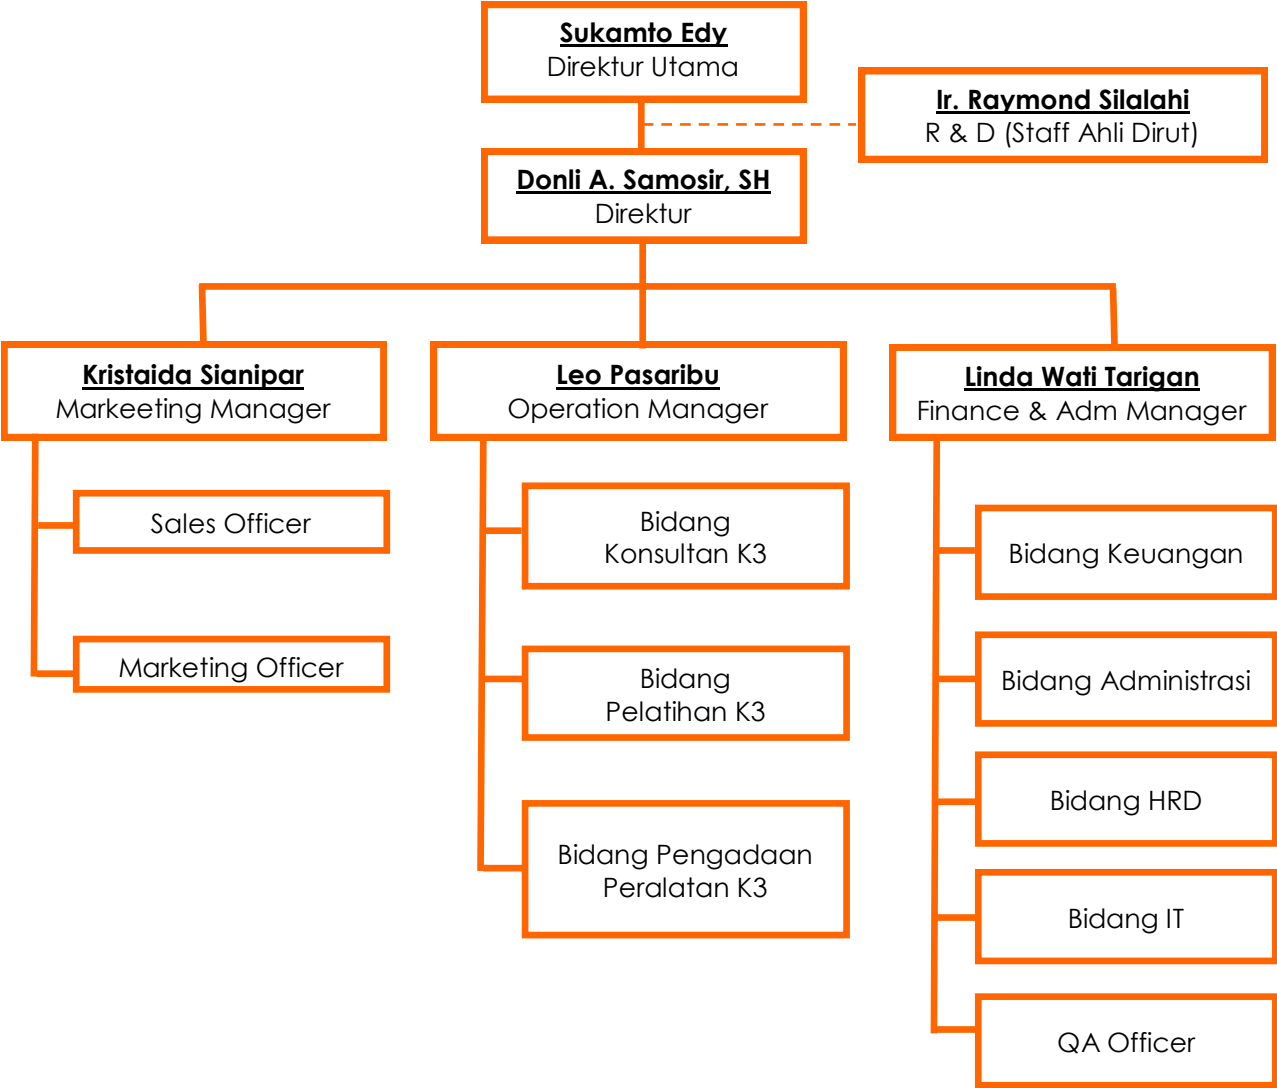 Sukamto Edy
Direktur Utama
Ir. Raymond Silalahi
R & D (Staff Ahli Dirut)
Donli A. Samosir, SH
Direktur
Kristaida Sianipar
Markeeting Manager
Sales Officer
Marketing Officer
Leo Pasaribu
Operation Manager
Bidang
Konsultan K3
Bidang
Pelatihan K3
Bidang Pengadaan
Peralatan K3
Linda Wati Tarigan
Finance & Adm Manager
Bidang Keuangan
Bidang Administrasi
Bidang HRD
Bidang IT
QA Officer